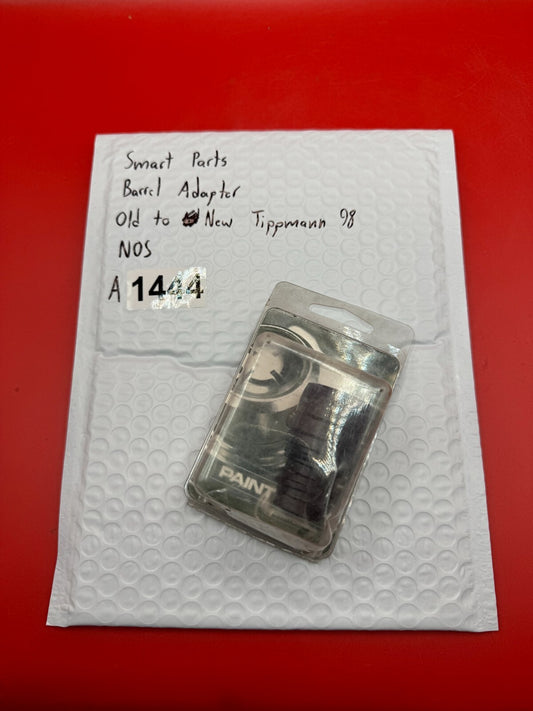 Smart Parts
Barrel Adapter
Old to New Tippmann 98
NOS
A 1444
PAINT